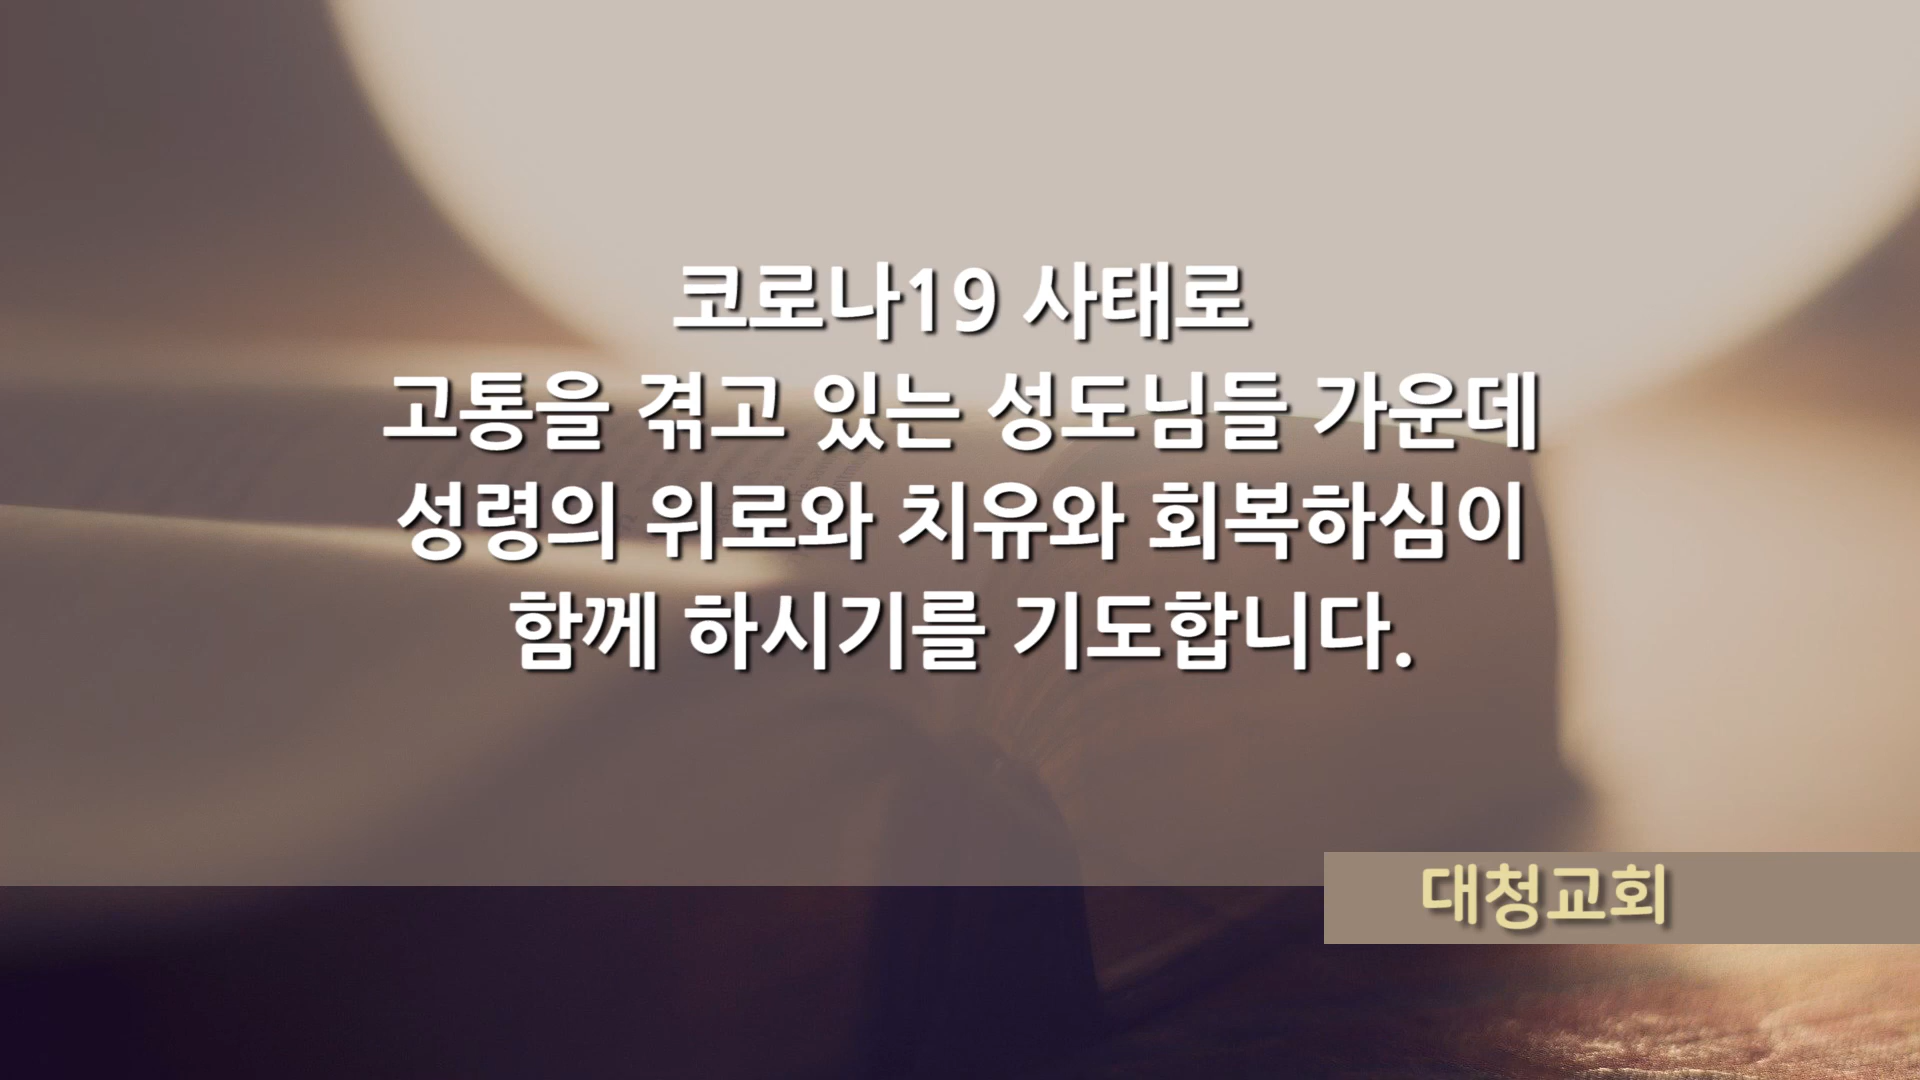 코로나19 사태로
고통을 겪고 있는 성도님들 가운데
성령의 위로와 치유와 회복하심이
함께 하시기를 기도합니다.
대청교회